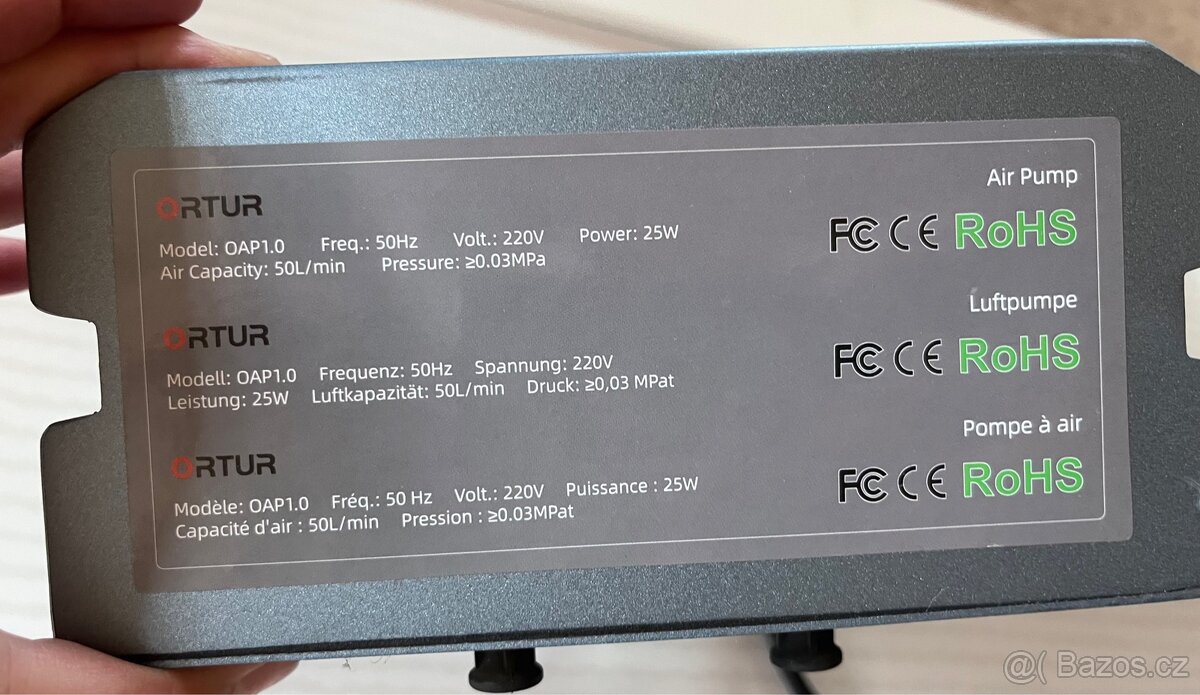 Air Pump
ORTUR
FC CE RoHS
Model: OAP1.0 Freq.: 50Hz Volt.: 220V Power: 25W
Air Capacity: 50L/min Pressure: ≥0.03MPa
Luftpumpe
ORTUR
FC CE RoHS
Modell: OAP1.0 Frequenz: 50Hz Spannung: 220V
Leistung: 25W Luftkapazität: 50L/min Druck: ≥0,03 MPat
Pompe à air
ORTUR
FC CE RoHS
Modèle: OAP1.0 Fréq.: 50 Hz Volt.: 220V Puissance : 25W
Capacité d'air : 50L/min Pression : ≥0.03MPat
@( Bazos.cz